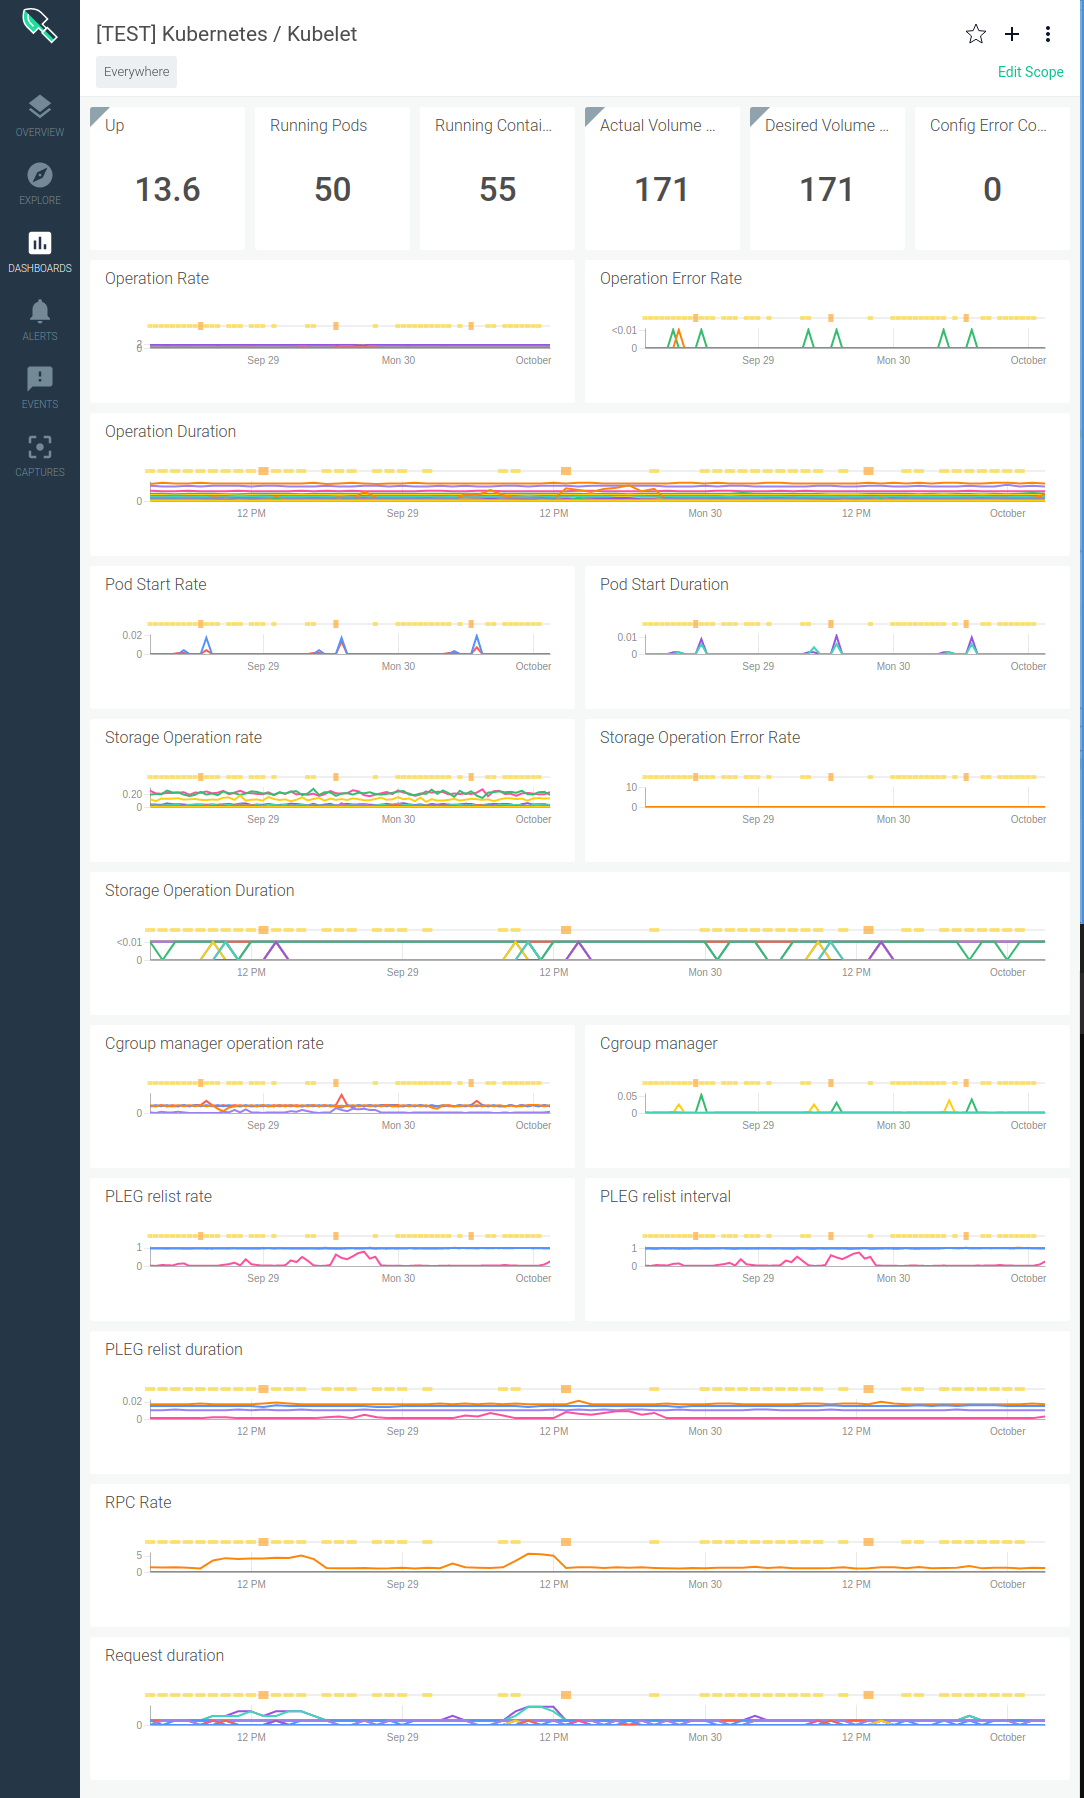 [TEST] Kubernetes / Kubelet
Everywhere
Edit Scope
OVERVIEW
EXPLORE
DASHBOARDS
ALERTS
EVENTS
CAPTURES
Up
13.6
Running Pods
50
Running Contai...
55
Actual Volume ...
171
Desired Volume ...
171
Config Error Co...
0
Operation Rate
0
Sep 29 Mon 30 October
Operation Error Rate
<0.01
0
Sep 29 Mon 30 October
Operation Duration
0
12 PM Sep 29 12 PM Mon 30 12 PM October
Pod Start Rate
0.02
0
Sep 29 Mon 30 October
Pod Start Duration
0.01
0
Sep 29 Mon 30 October
Storage Operation rate
0.20
0
Sep 29 Mon 30 October
Storage Operation Error Rate
10
0
Sep 29 Mon 30 October
Storage Operation Duration
<0.01
0
12 PM Sep 29 12 PM Mon 30 12 PM October
Cgroup manager operation rate
0
Sep 29 Mon 30 October
Cgroup manager
0.05
0
Sep 29 Mon 30 October
PLEG relist rate
1
0
Sep 29 Mon 30 October
PLEG relist interval
1
0
Sep 29 Mon 30 October
PLEG relist duration
0.02
0
12 PM Sep 29 12 PM Mon 30 12 PM October
RPC Rate
5
0
12 PM Sep 29 12 PM Mon 30 12 PM October
Request duration
0
12 PM Sep 29 12 PM Mon 30 12 PM October